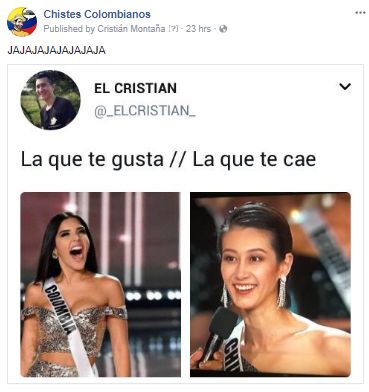 Chistes Colombianos
Published by Cristián Montaña [?] · 23 hrs ·
JAJAJAJAJAJAJAJA
EL CRISTIAN
@_ELCRISTIAN_
La que te gusta // La que te cae
COLOMBIA